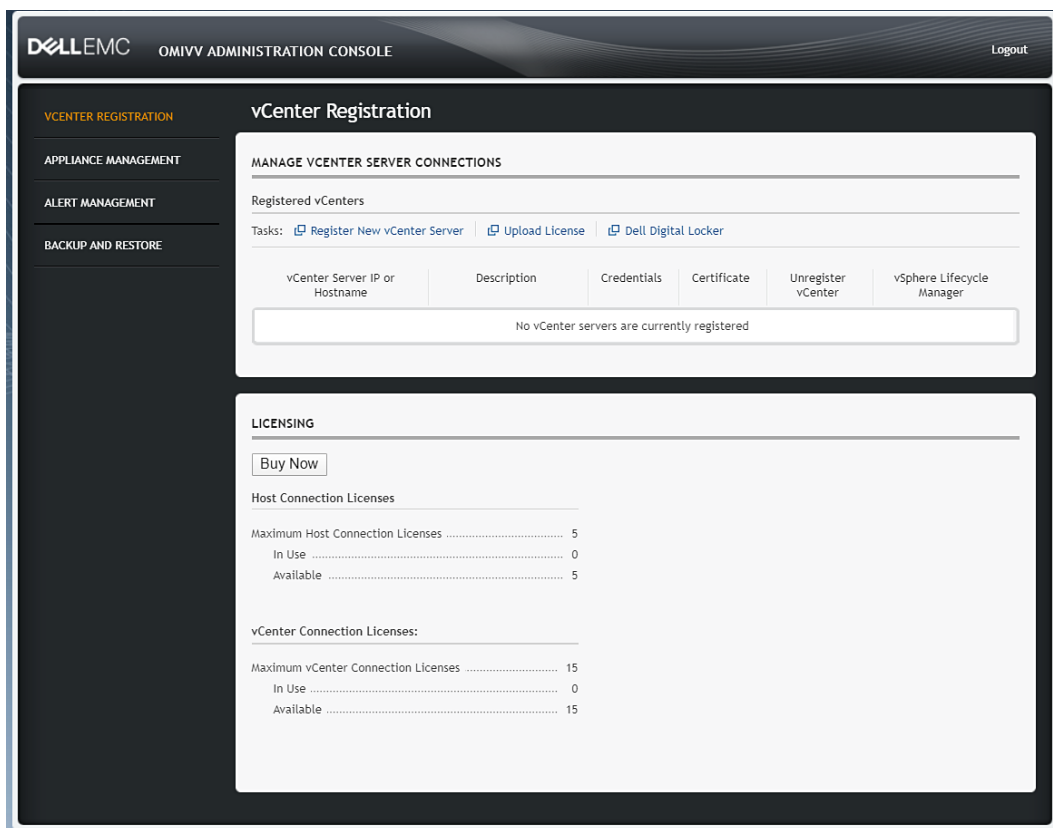 DELLEMC OMIVV ADMINISTRATION CONSOLE Logout
VCENTER REGISTRATION
APPLIANCE MANAGEMENT
ALERT MANAGEMENT
BACKUP AND RESTORE
vCenter Registration
MANAGE VCENTER SERVER CONNECTIONS
Registered vCenters
Tasks: Register New vCenter Server Upload License Dell Digital Locker
vCenter Server IP or Hostname Description Credentials Certificate Unregister vCenter vSphere Lifecycle Manager
No vCenter servers are currently registered
LICENSING
Buy Now
Host Connection Licenses
Maximum Host Connection Licenses 5
In Use 0
Available 5
vCenter Connection Licenses:
Maximum vCenter Connection Licenses 15
In Use 0
Available 15